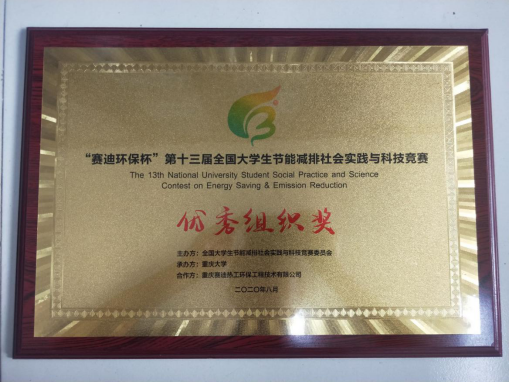 “赛迪环保杯”第十三届全国大学生节能减排社会实践与科技竞赛
The 13th National University Student Social Practice and Science
Contest on Energy Saving & Emission Reduction
优秀组织奖
主办方：全国大学生节能减排社会实践与科技竞赛委员会
承办方：重庆大学
合作方：重庆赛迪热工环保工程技术有限公司
二〇二〇年八月